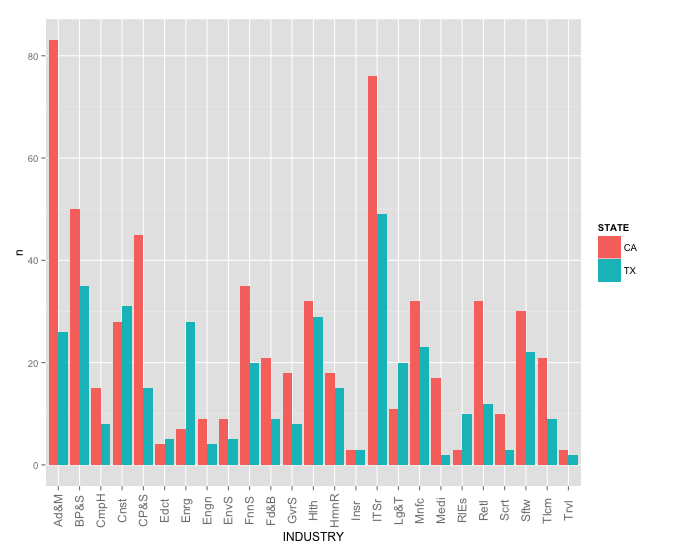 80
60
40
20
0
n
Ad&M BP&S CmpH Cnst CP&S Edct Enrg Engn EnvS FnnS Fd&B GvrS Hlth HmnR Insr ITSr Lg&T Mnfc Medi RlEs Retl Scrt Sftw Tlcm Trvl
INDUSTRY
STATE
CA
TX